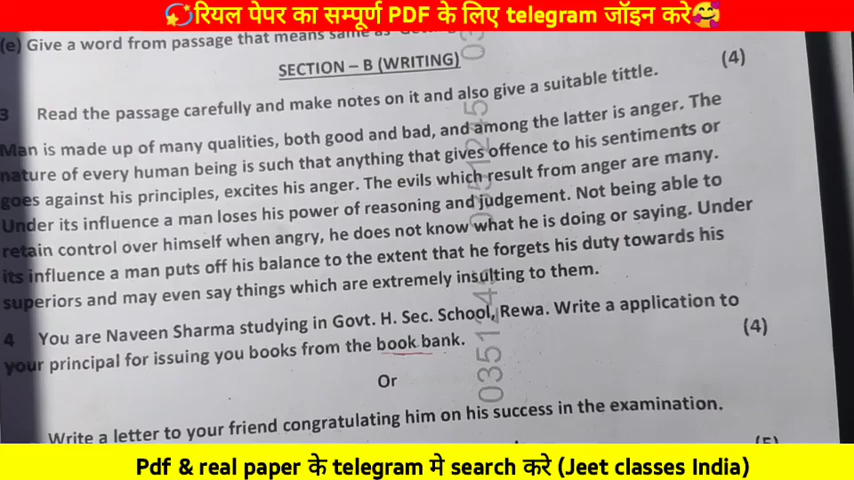 💫रियल पेपर का सम्पूर्ण PDF के लिए telegram जॉइन करे🥰
(e) Give a word from passage that means same as
SECTION – B (WRITING)
3 Read the passage carefully and make notes on it and also give a suitable tittle. (4)
Man is made up of many qualities, both good and bad, and among the latter is anger. The
nature of every human being is such that anything that gives offence to his sentiments or
goes against his principles, excites his anger. The evils which result from anger are many.
Under its influence a man loses his power of reasoning and judgement. Not being able to
retain control over himself when angry, he does not know what he is doing or saying. Under
its influence a man puts off his balance to the extent that he forgets his duty towards his
superiors and may even say things which are extremely insulting to them.
4 You are Naveen Sharma studying in Govt. H. Sec. School, Rewa. Write a application to
your principal for issuing you books from the book bank. (4)
Or
Write a letter to your friend congratulating him on his success in the examination.
Pdf & real paper के telegram मे search करे (Jeet classes India)